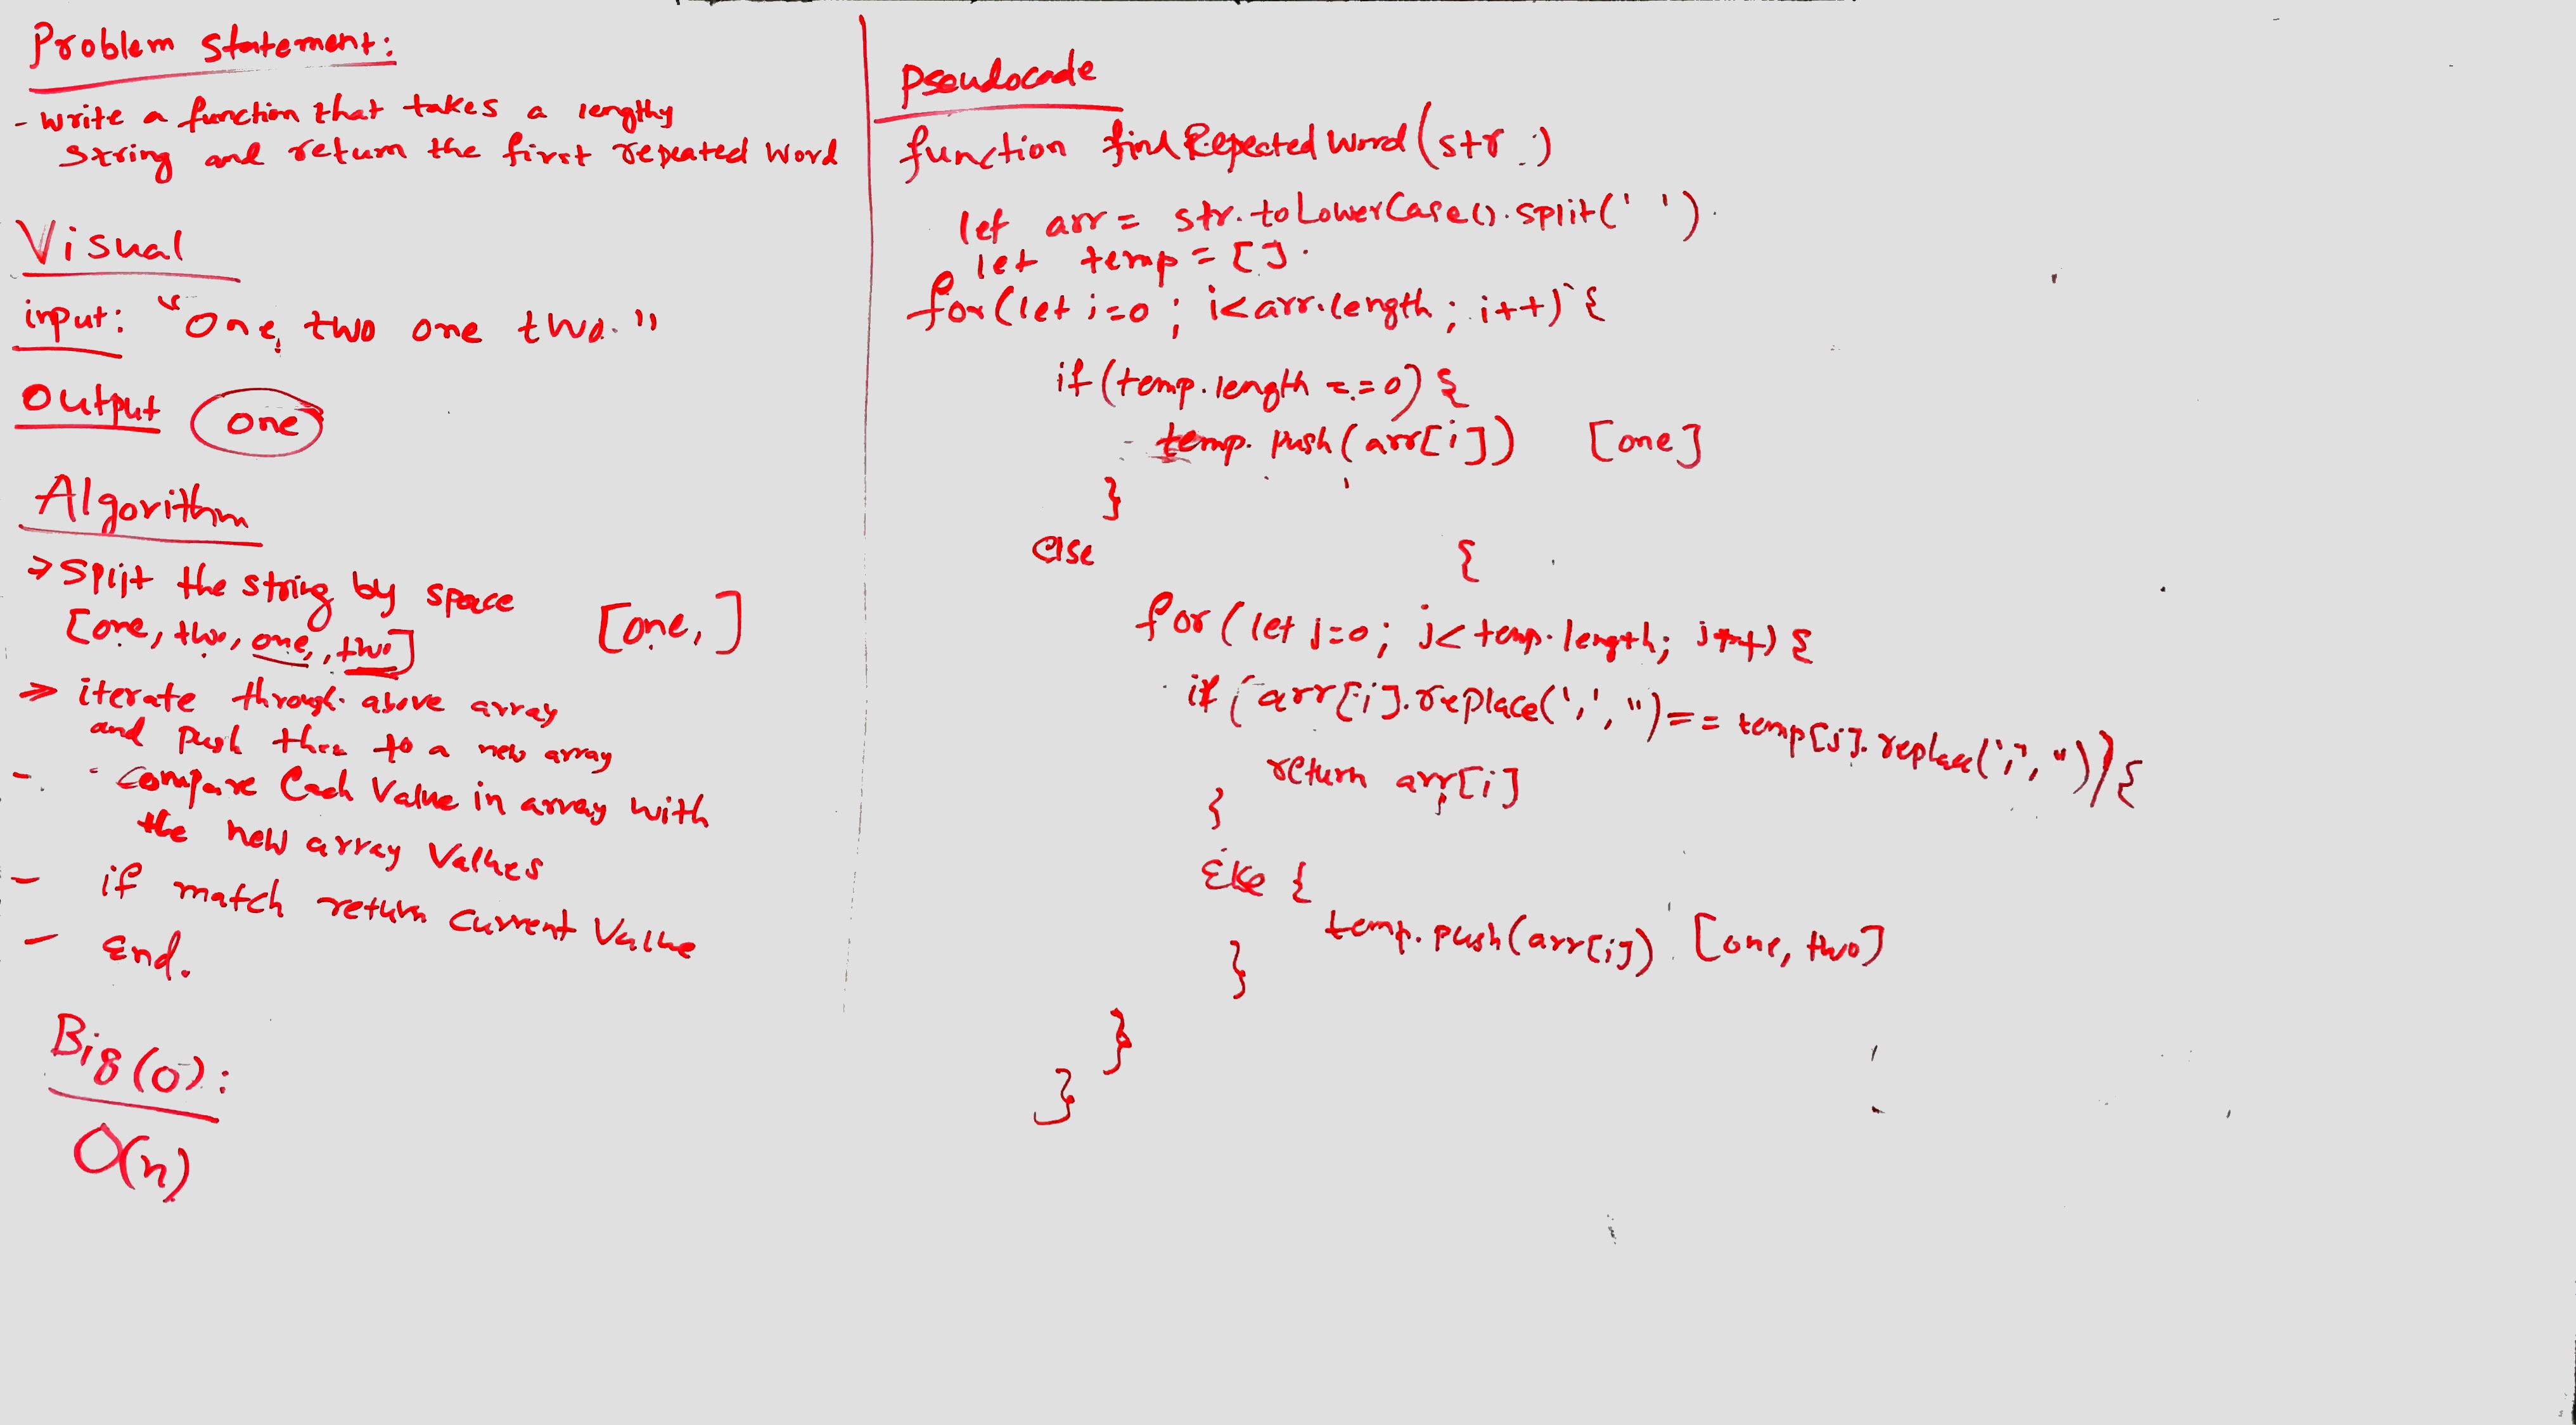 Problem statement:
- write a function that takes a lengthy
string and return the first repeated word
Visual
input: "One, two one two."
Output one
Algorithm
→ split the string by space [one, ]
[one, two, one, , two]
→ iterate through above array
and push then to a new array
- - compare each value in array with
the new array values
- if match return current value
- End.
Big(O):
O(n)
Pseudocode
function findRepeatedWord(str )
let arr = str.toLowerCase().split(' ').
let temp = [].
for(let i=0 ; i<arr.length ; i++) {
if(temp.length ==0) {
temp.push(arr[i]) [one]
}
else {
for(let j=0; j<temp.length; j++) {
if(arr[i].replace(',','')== temp[j].replace(',','')){
return arr[i]
}
Else {
temp.push(arr[i]) [one, two]
}
}
}